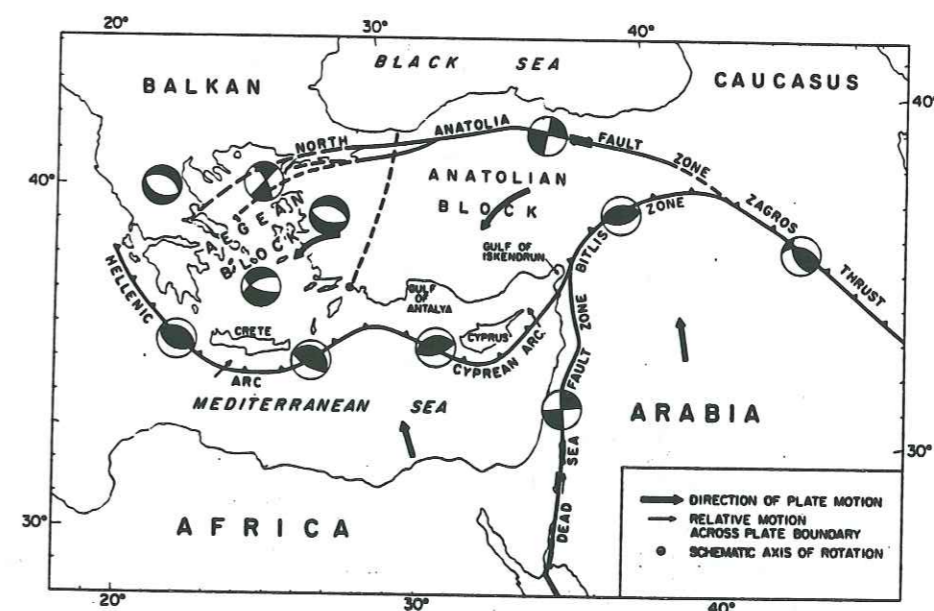 20°
30°
40°
BLACK SEA
BALKAN
CAUCASUS
40°
NORTH ANATOLIA FAULT ZONE
40°
ANATOLIAN
BLOCK
AEGEAN
BLOCK
GULF OF
ISKENDRUN
BITLIS ZONE
ZAGROS THRUST
HELLENIC ARC
GULF
OF
ANTALYA
CRETE
CYPRUS
CYPREAN ARC
MEDITERRANEAN SEA
DEAD SEA FAULT ZONE
ARABIA
30°
AFRICA
30°
DIRECTION OF PLATE MOTION
RELATIVE MOTION
ACROSS PLATE BOUNDARY
SCHEMATIC AXIS OF ROTATION
20°
30°
40°